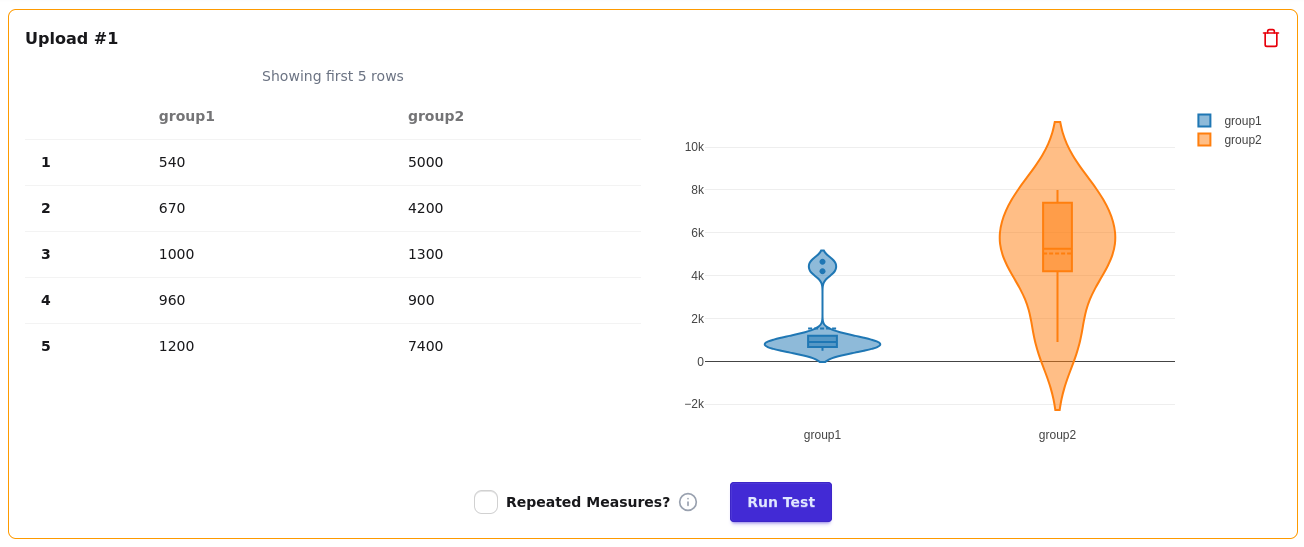 Upload #1
Showing first 5 rows
group1 group2
1 540 5000
2 670 4200
3 1000 1300
4 960 900
5 1200 7400
10k
8k
6k
4k
2k
0
−2k
group1 group2
group1
group2
Repeated Measures?
Run Test